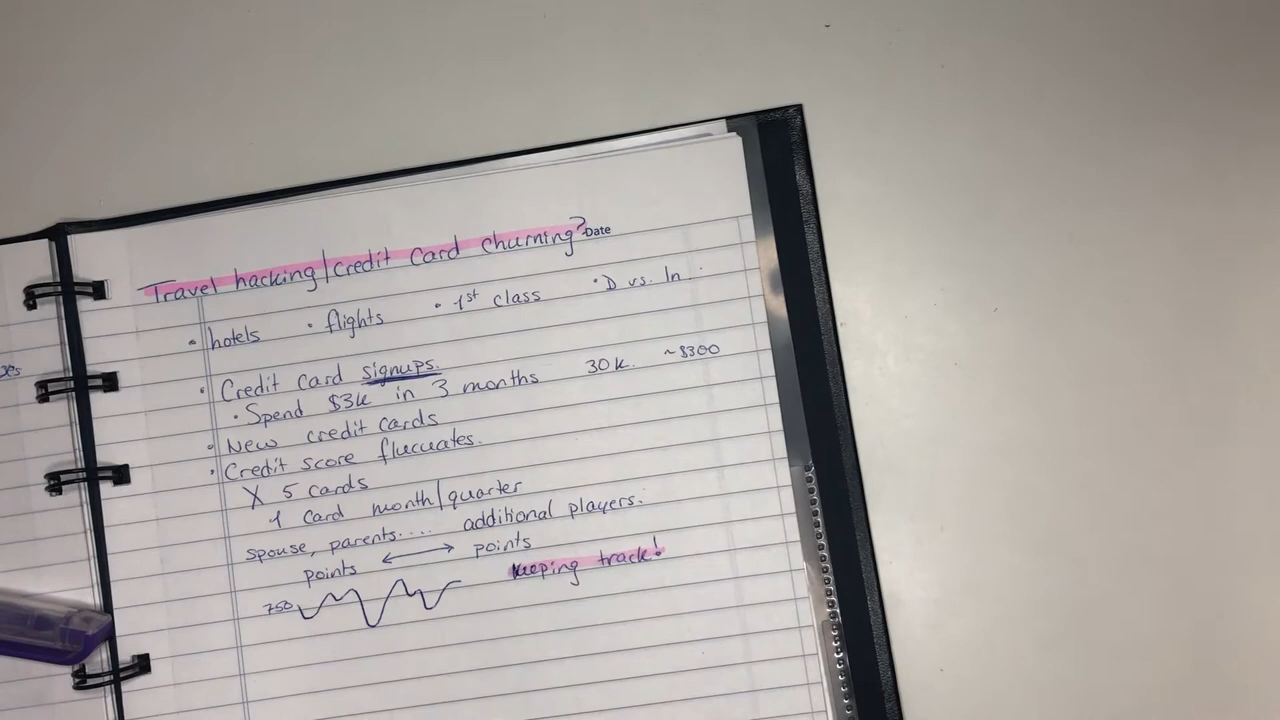 Travel hacking/Credit Card Churning? Date
• hotels • flights • 1st class • D vs. In
• Credit Card signups.
• Spend $3k in 3 months 30k. ~$300
• New credit cards
• Credit score flucuates.
X 5 cards
1 Card month/quarter
spouse, parents.... additional players.
points ↔ points
keeping track!
750